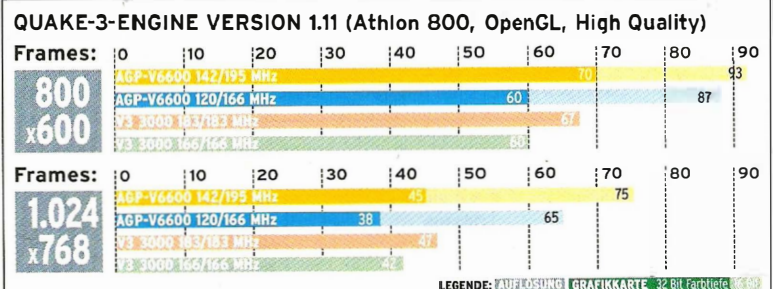 QUAKE-3-ENGINE VERSION 1.11 (Athlon 800, OpenGL, High Quality)
Frames: 0 10 20 30 40 50 60 70 80 90
800 x600
AGP-V6600 142/195 MHz 70 93
AGP-V6600 120/166 MHz 60 87
V3 3000 183/183 MHz 67
V3 3000 166/166 MHz 60
Frames: 0 10 20 30 40 50 60 70 80 90
1.024 x768
AGP-V6600 142/195 MHz 45 75
AGP-V6600 120/166 MHz 38 65
V3 3000 183/183 MHz 47
V3 3000 166/166 MHz 42
LEGENDE: AUFLÖSUNG GRAFIKKARTE 32 Bit Farbtiefe 16 Bit